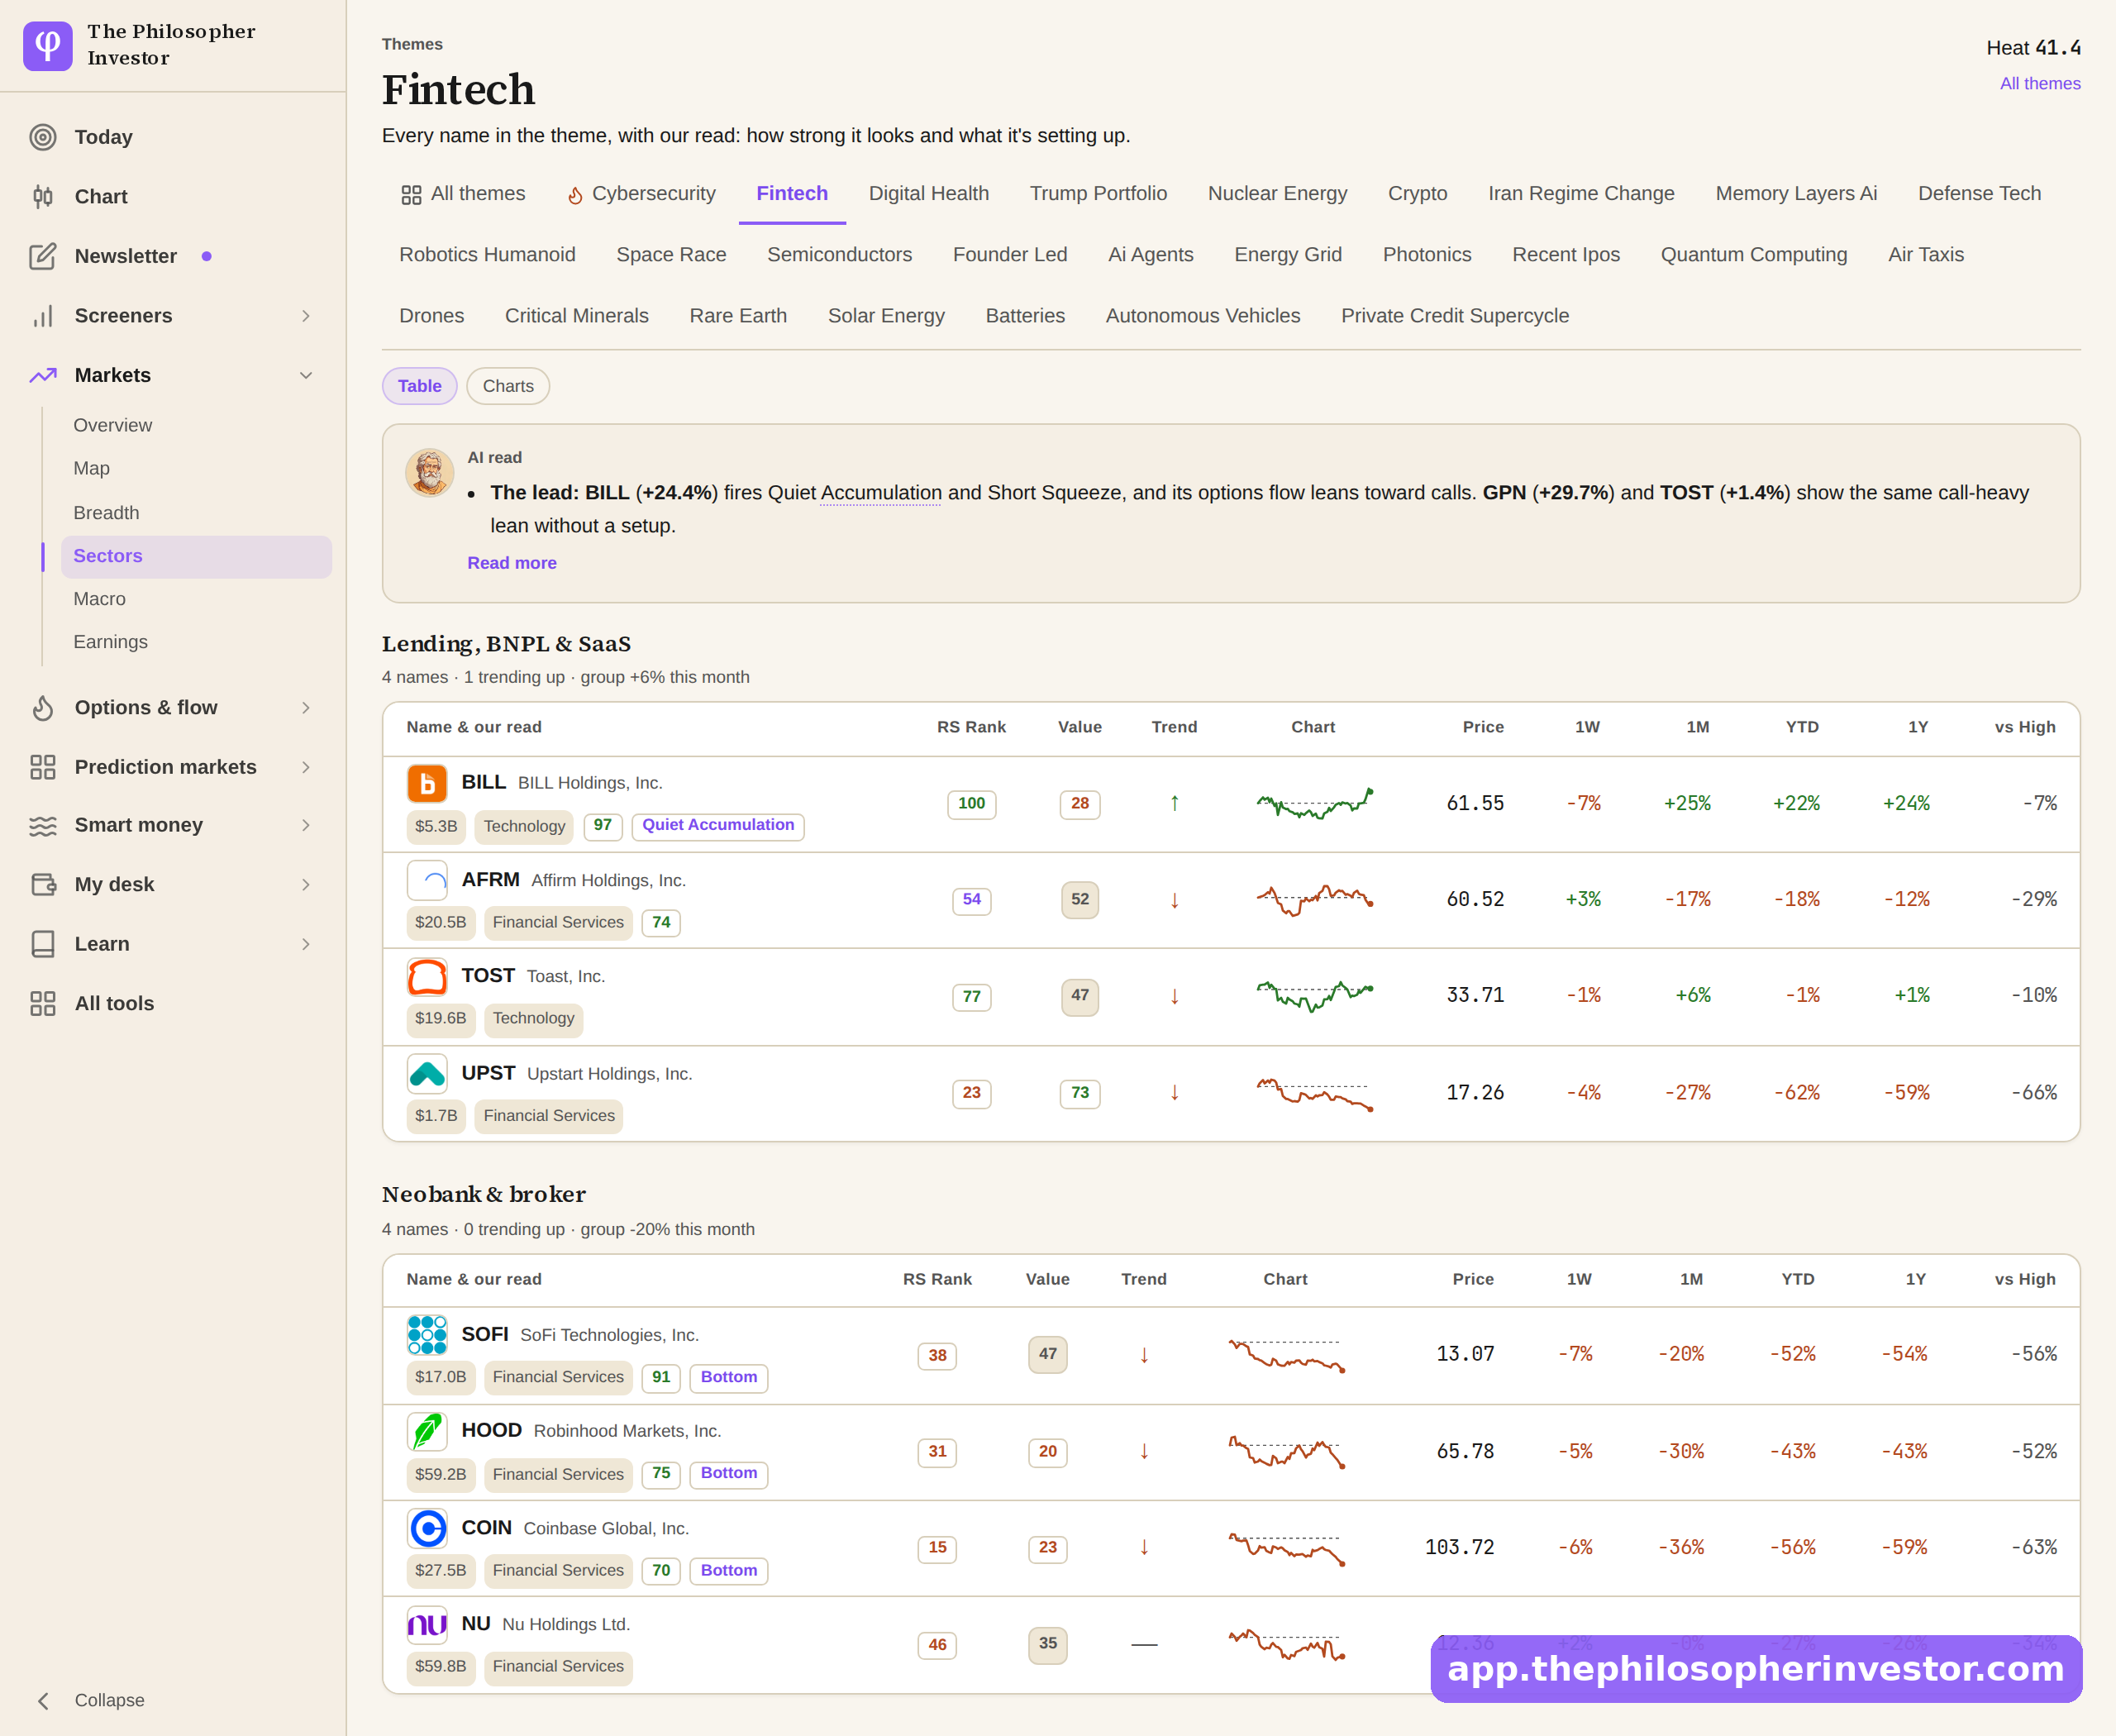 φ The Philosopher
Investor
Today
Chart
Newsletter
Screeners
Markets
Overview
Map
Breadth
Sectors
Macro
Earnings
Options & flow
Prediction markets
Smart money
My desk
Learn
All tools
Collapse
Themes
Heat 41.4
Fintech
All themes
Every name in the theme, with our read: how strong it looks and what it's setting up.
All themes Cybersecurity Fintech Digital Health Trump Portfolio Nuclear Energy Crypto Iran Regime Change Memory Layers Ai Defense Tech
Robotics Humanoid Space Race Semiconductors Founder Led Ai Agents Energy Grid Photonics Recent Ipos Quantum Computing Air Taxis
Drones Critical Minerals Rare Earth Solar Energy Batteries Autonomous Vehicles Private Credit Supercycle
Table Charts
AI read
• The lead: BILL (+24.4%) fires Quiet Accumulation and Short Squeeze, and its options flow leans toward calls. GPN (+29.7%) and TOST (+1.4%) show the same call-heavy
lean without a setup.
Read more
Lending, BNPL & SaaS
4 names · 1 trending up · group +6% this month
Name & our read RS Rank Value Trend Chart Price 1W 1M YTD 1Y vs High
BILL BILL Holdings, Inc.
$5.3B Technology 97 Quiet Accumulation
100 28 ↑ 61.55 -7% +25% +22% +24% -7%
AFRM Affirm Holdings, Inc.
$20.5B Financial Services 74
54 52 ↓ 60.52 +3% -17% -18% -12% -29%
TOST Toast, Inc.
$19.6B Technology
77 47 ↓ 33.71 -1% +6% -1% +1% -10%
UPST Upstart Holdings, Inc.
$1.7B Financial Services
23 73 ↓ 17.26 -4% -27% -62% -59% -66%
Neobank & broker
4 names · 0 trending up · group -20% this month
Name & our read RS Rank Value Trend Chart Price 1W 1M YTD 1Y vs High
SOFI SoFi Technologies, Inc.
$17.0B Financial Services 91 Bottom
38 47 ↓ 13.07 -7% -20% -52% -54% -56%
HOOD Robinhood Markets, Inc.
$59.2B Financial Services 75 Bottom
31 20 ↓ 65.78 -5% -30% -43% -43% -52%
COIN Coinbase Global, Inc.
$27.5B Financial Services 70 Bottom
15 23 ↓ 103.72 -6% -36% -56% -59% -63%
nu NU Nu Holdings Ltd.
$59.8B Financial Services
46 35 — 12.36 +2% -0% -27% -26% -34%
app.thephilosopherinvestor.com